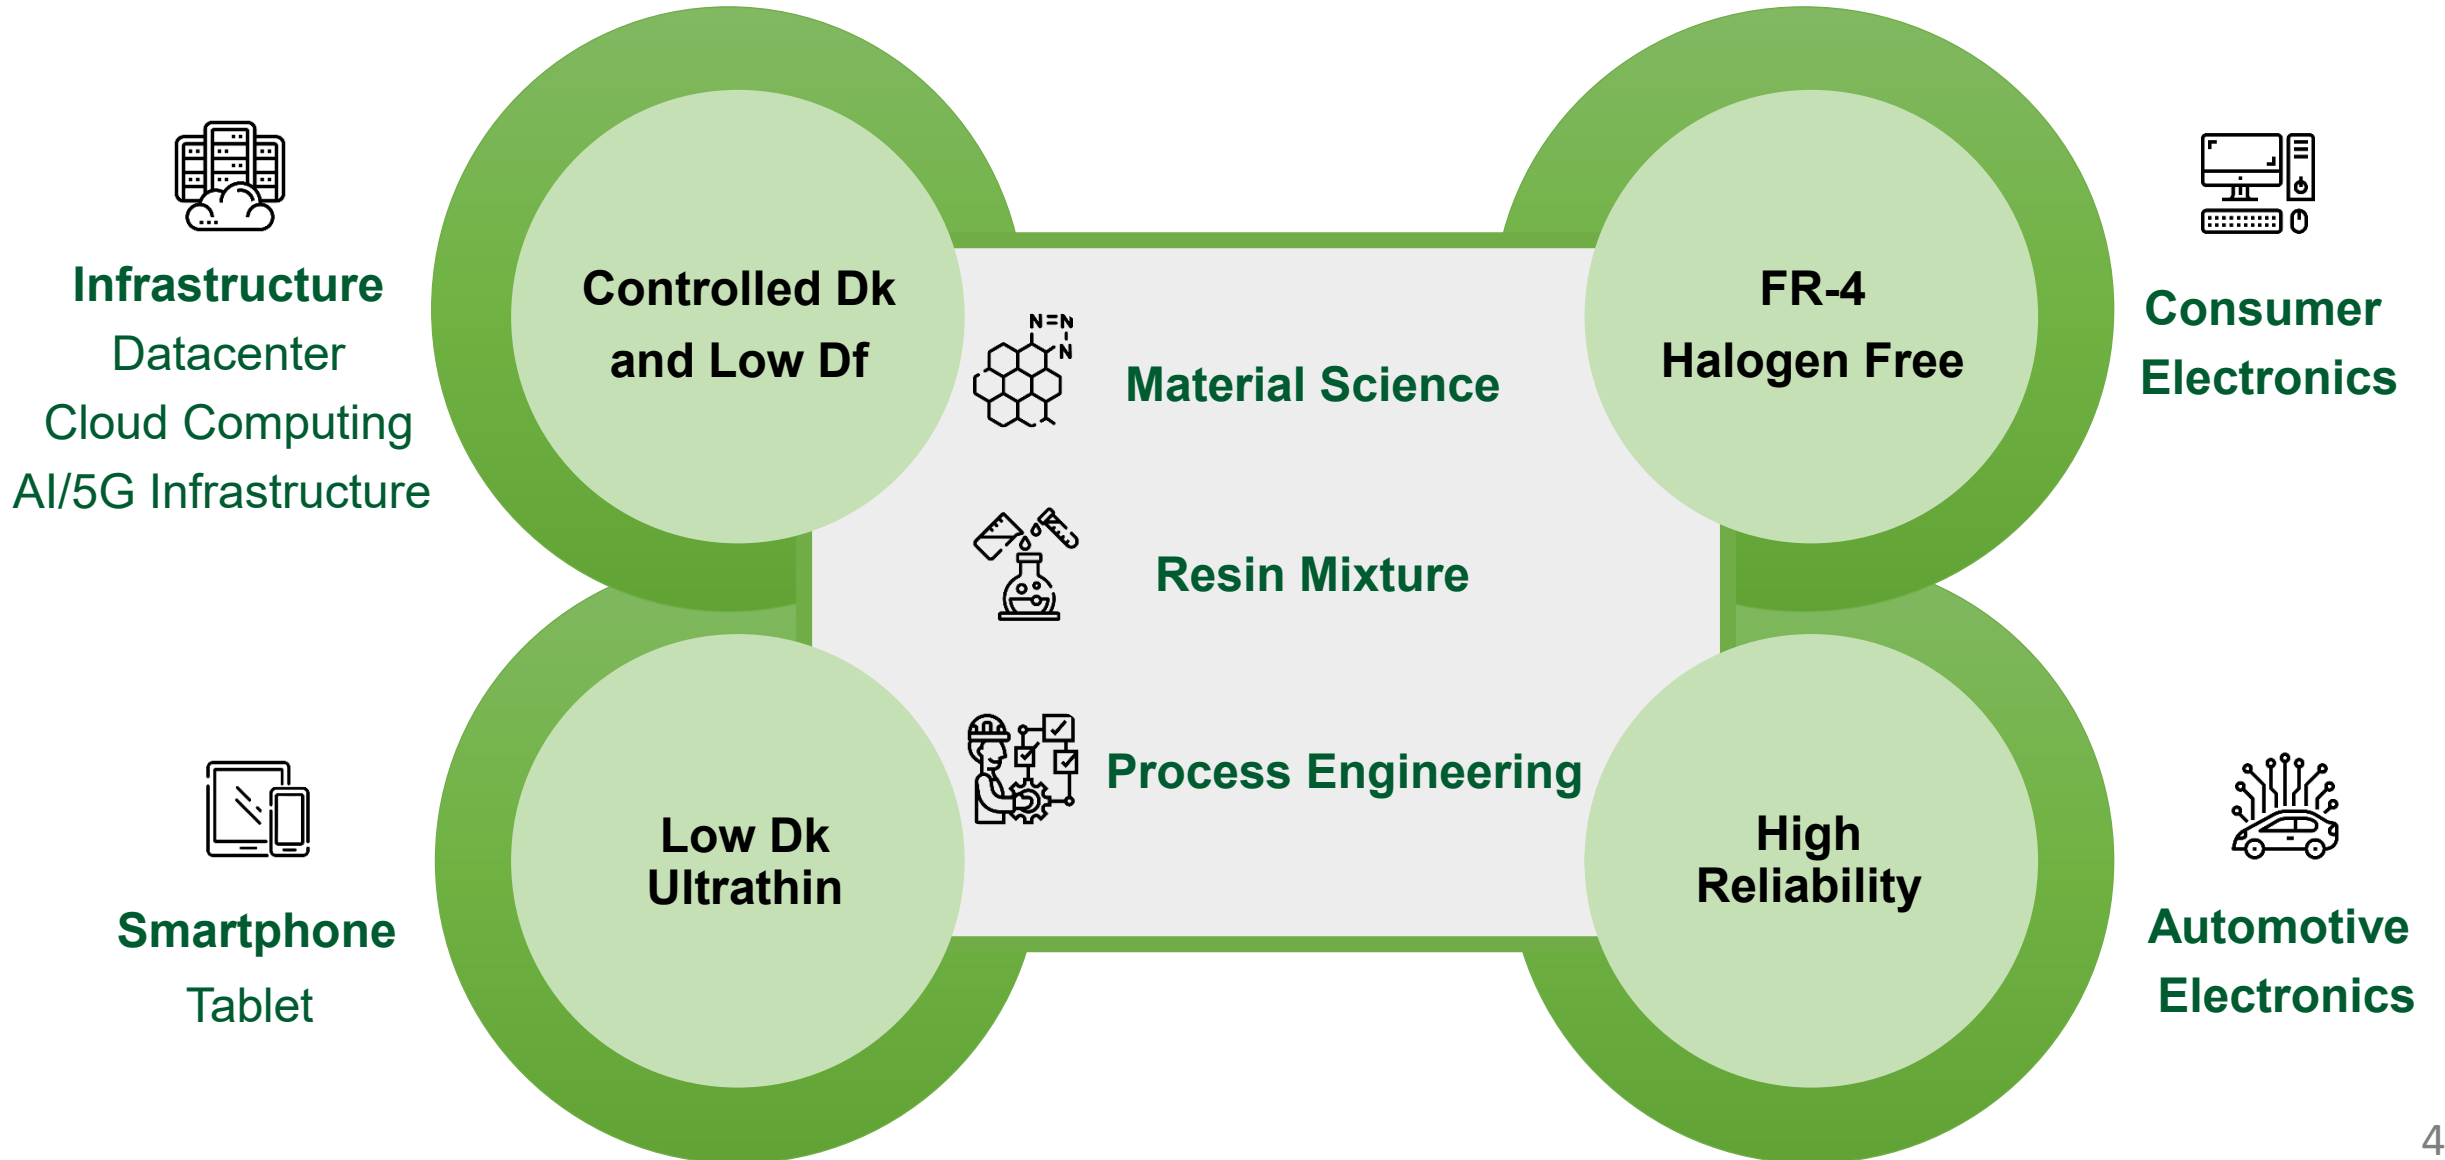 Infrastructure
Datacenter
Cloud Computing
AI/5G Infrastructure
Controlled Dk
and Low Df
N=N
N
Material Science
Resin Mixture
Process Engineering
FR-4
Halogen Free
Consumer
Electronics
Smartphone
Tablet
Low Dk
Ultrathin
High
Reliability
Automotive
Electronics
4